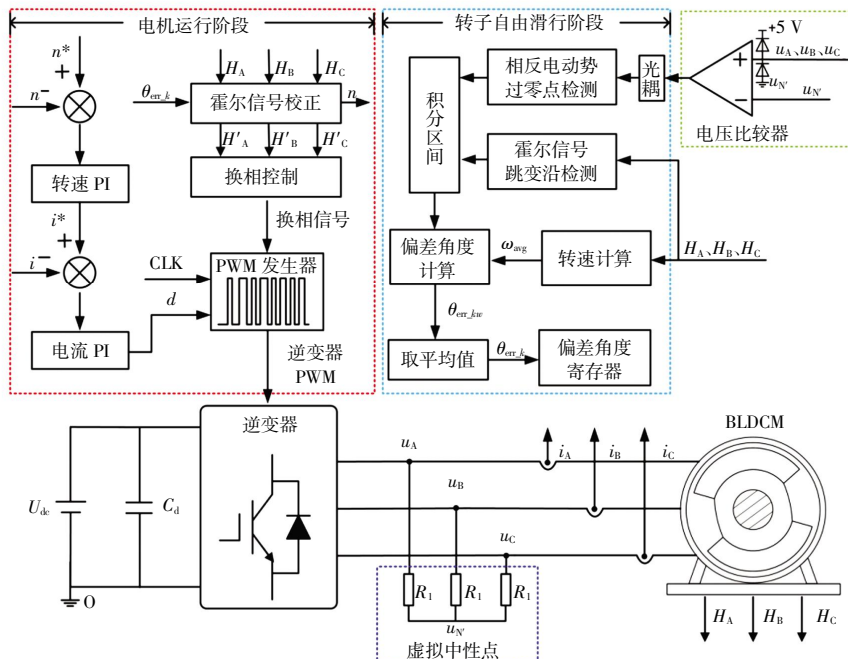 电机运行阶段
n*
+
n
−
θerr_k
HA
HB
HC
霍尔信号校正
n
H′A
H′B
H′C
转速 PI
换相控制
i*
+
换相信号
i
−
CLK
PWM 发生器
d
电流 PI
逆变器
PWM
转子自由滑行阶段
积分区间
相反电动势
过零点检测
光耦
霍尔信号
跳变沿检测
偏差角度
计算
ωavg
转速计算
HA、HB、HC
θerr_kw
取平均值
θerr_k
偏差角度
寄存器
+5 V
uA、uB、uC
+
uN′
−
uN′
电压比较器
逆变器
Udc
Cd
O
uA
uB
uC
iA
iB
iC
BLDCM
R1
R1
R1
uN′
虚拟中性点
HA
HB
HC